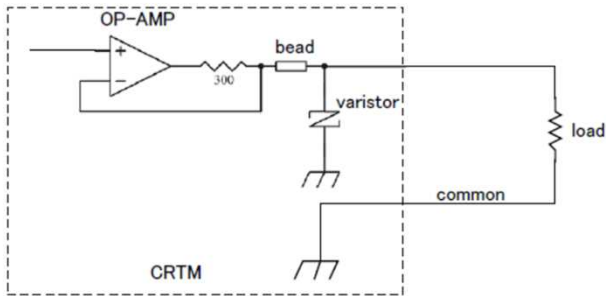 OP-AMP
bead
+
300
−
varistor
load
common
CRTM